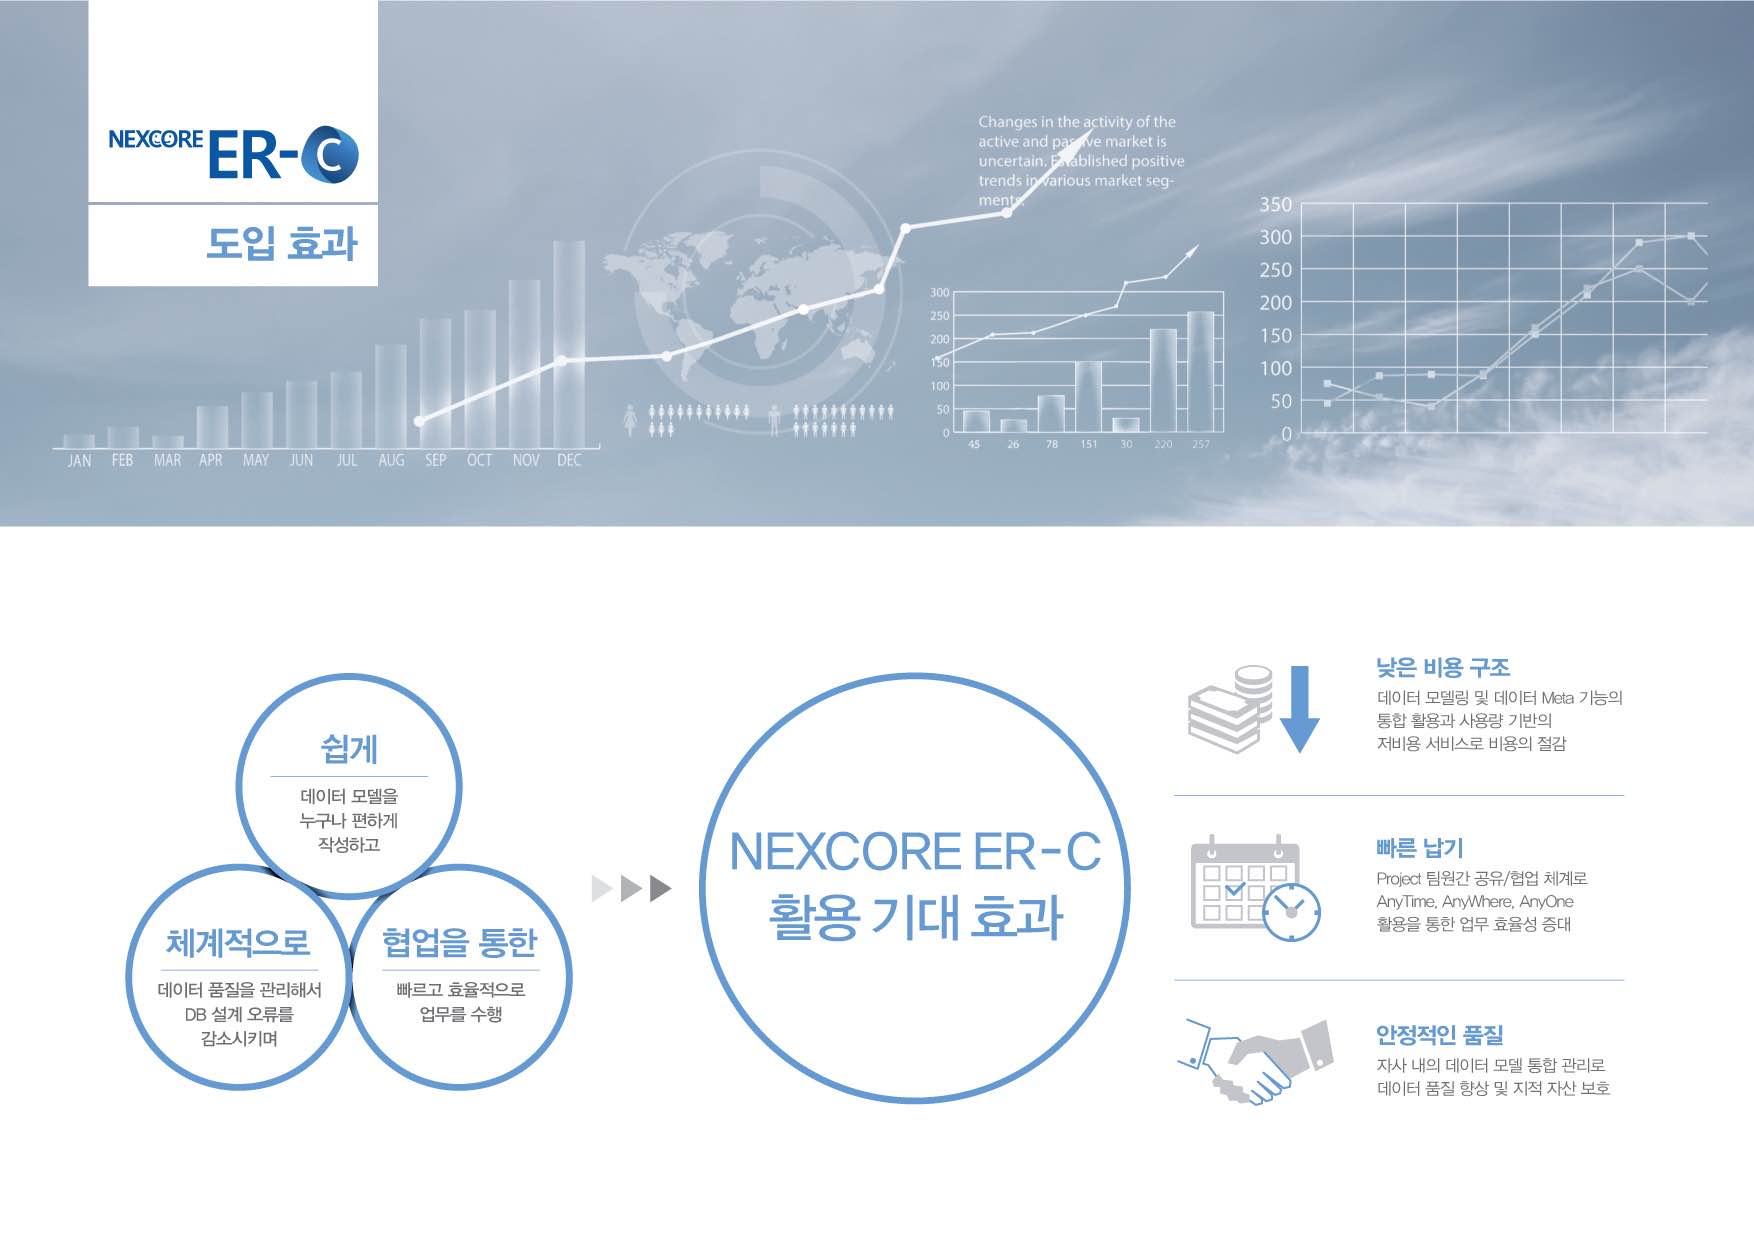 NEXCORE ER-C
도입 효과
Changes in the activity of the
active and passive market is
uncertain. Established positive
trends in various market seg-
ments.
JAN FEB MAR APR MAY JUN JUL AUG SEP OCT NOV DEC
300
250
200
150
100
50
0
45 26 78 151 30 220 257
350
300
250
200
150
100
50
0
쉽게
데이터 모델을
누구나 편하게
작성하고
체계적으로
데이터 품질을 관리해서
DB 설계 오류를
감소시키며
협업을 통한
빠르고 효율적으로
업무를 수행
NEXCORE ER-C
활용 기대 효과
낮은 비용 구조
데이터 모델링 및 데이터 Meta 기능의
통합 활용과 사용량 기반의
저비용 서비스로 비용의 절감
빠른 납기
Project 팀원간 공유/협업 체계로
AnyTime, AnyWhere, AnyOne
활용을 통한 업무 효율성 증대
안정적인 품질
자사 내의 데이터 모델 통합 관리로
데이터 품질 향상 및 지적 자산 보호